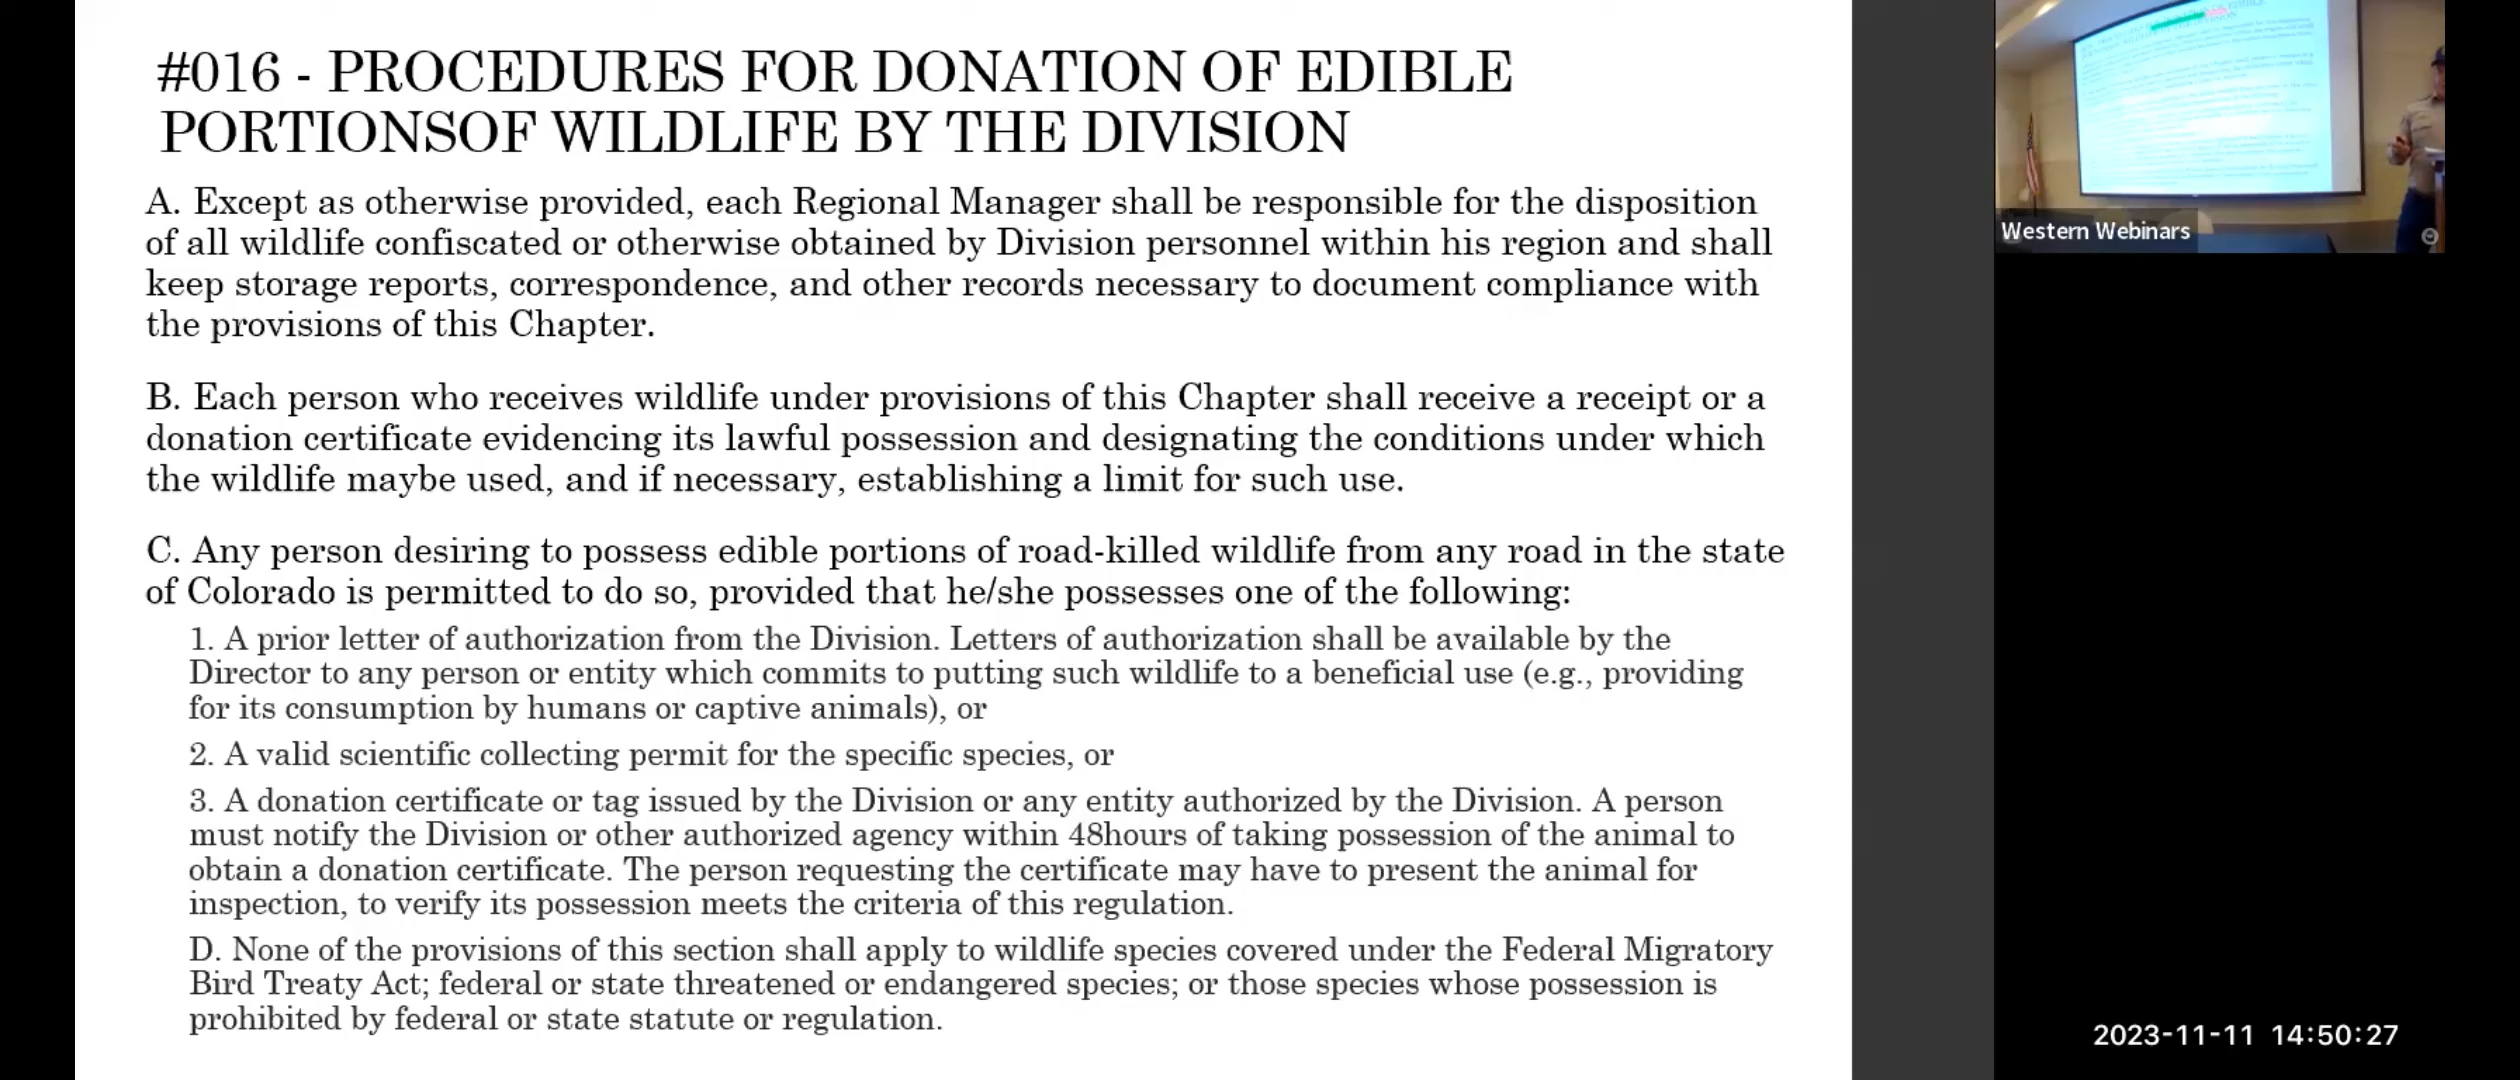 #016 - PROCEDURES FOR DONATION OF EDIBLE
PORTIONSOF WILDLIFE BY THE DIVISION
A. Except as otherwise provided, each Regional Manager shall be responsible for the disposition
of all wildlife confiscated or otherwise obtained by Division personnel within his region and shall
keep storage reports, correspondence, and other records necessary to document compliance with
the provisions of this Chapter.
B. Each person who receives wildlife under provisions of this Chapter shall receive a receipt or a
donation certificate evidencing its lawful possession and designating the conditions under which
the wildlife maybe used, and if necessary, establishing a limit for such use.
C. Any person desiring to possess edible portions of road-killed wildlife from any road in the state
of Colorado is permitted to do so, provided that he/she possesses one of the following:
1. A prior letter of authorization from the Division. Letters of authorization shall be available by the
Director to any person or entity which commits to putting such wildlife to a beneficial use (e.g., providing
for its consumption by humans or captive animals), or
2. A valid scientific collecting permit for the specific species, or
3. A donation certificate or tag issued by the Division or any entity authorized by the Division. A person
must notify the Division or other authorized agency within 48hours of taking possession of the animal to
obtain a donation certificate. The person requesting the certificate may have to present the animal for
inspection, to verify its possession meets the criteria of this regulation.
D. None of the provisions of this section shall apply to wildlife species covered under the Federal Migratory
Bird Treaty Act; federal or state threatened or endangered species; or those species whose possession is
prohibited by federal or state statute or regulation.
Western Webinars
2023-11-11 14:50:27